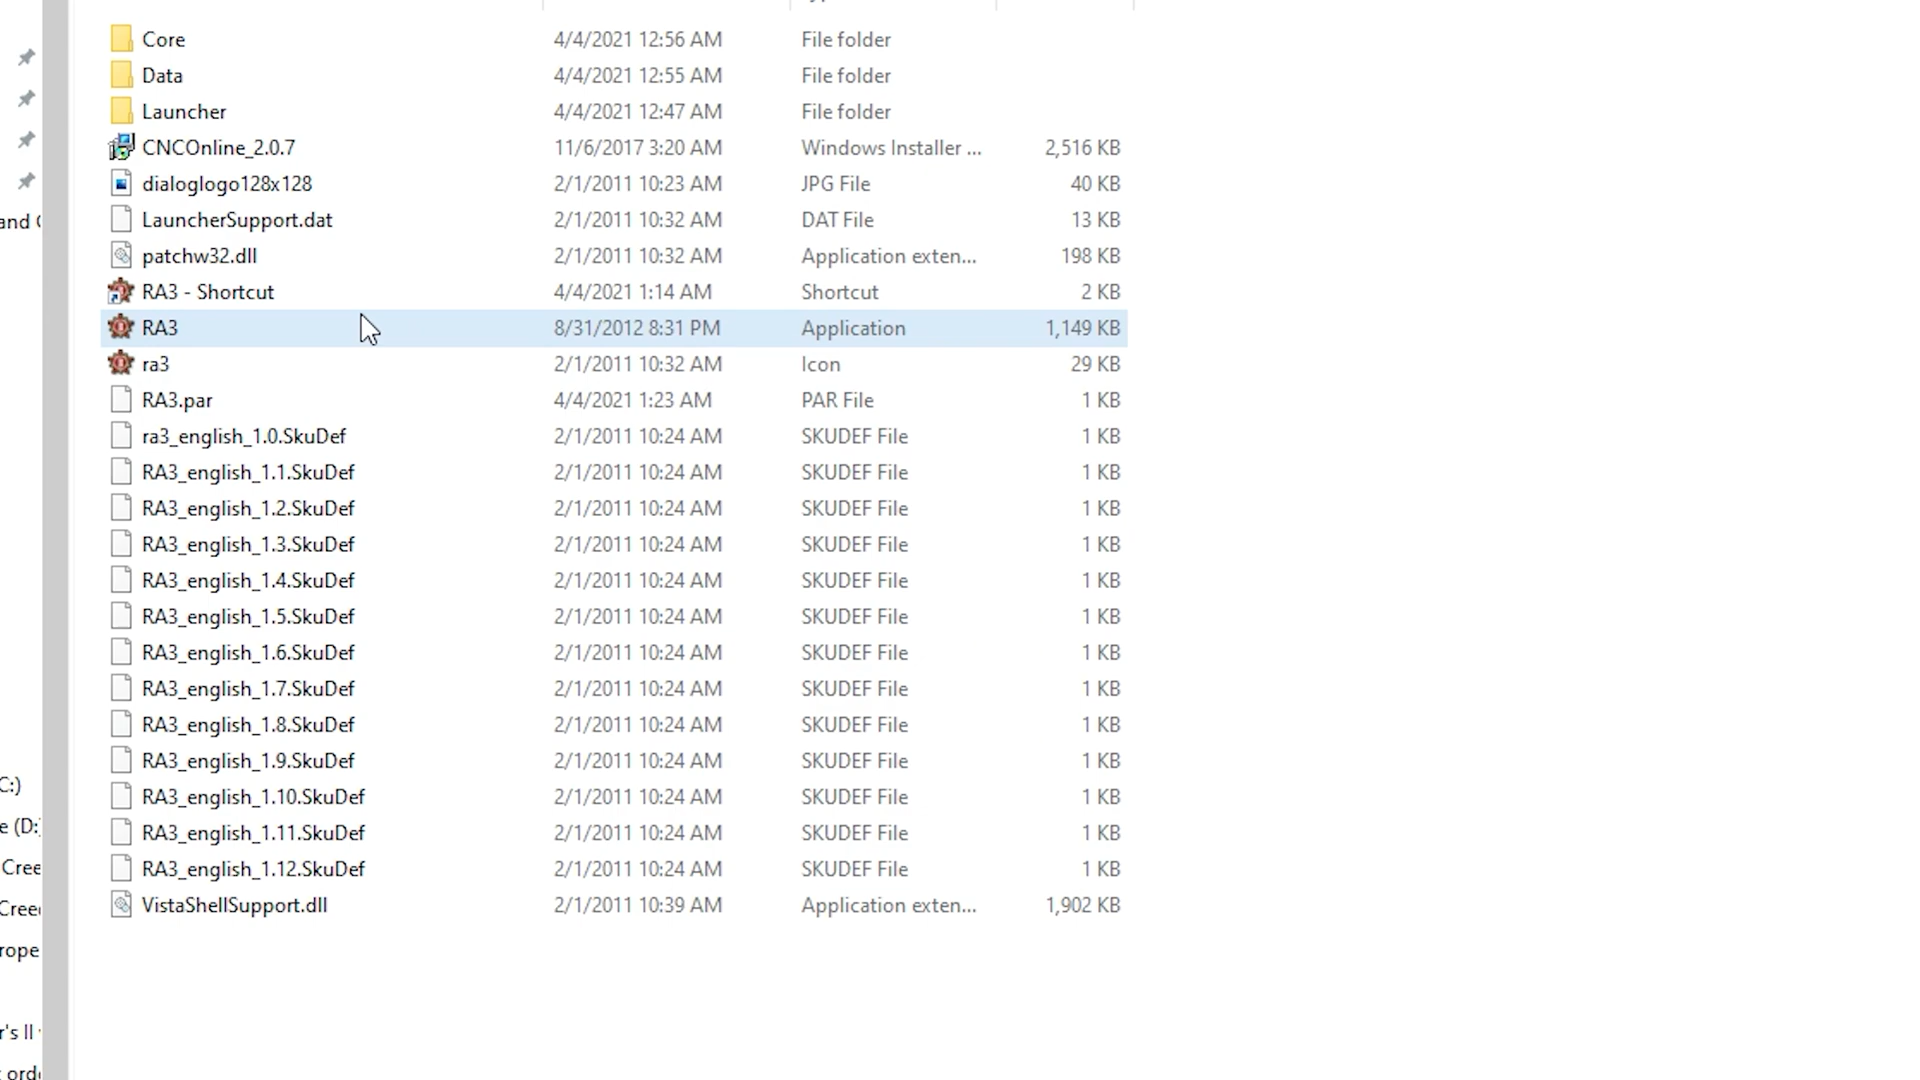 Core 4/4/2021 12:56 AM File folder
Data 4/4/2021 12:55 AM File folder
Launcher 4/4/2021 12:47 AM File folder
CNCOnline_2.0.7 11/6/2017 3:20 AM Windows Installer ... 2,516 KB
dialoglogo128x128 2/1/2011 10:23 AM JPG File 40 KB
and
LauncherSupport.dat 2/1/2011 10:32 AM DAT File 13 KB
patchw32.dll 2/1/2011 10:32 AM Application exten... 198 KB
RA3 - Shortcut 4/4/2021 1:14 AM Shortcut 2 KB
RA3 8/31/2012 8:31 PM Application 1,149 KB
ra3 2/1/2011 10:32 AM Icon 29 KB
RA3.par 4/4/2021 1:23 AM PAR File 1 KB
ra3_english_1.0.SkuDef 2/1/2011 10:24 AM SKUDEF File 1 KB
RA3_english_1.1.SkuDef 2/1/2011 10:24 AM SKUDEF File 1 KB
RA3_english_1.2.SkuDef 2/1/2011 10:24 AM SKUDEF File 1 KB
RA3_english_1.3.SkuDef 2/1/2011 10:24 AM SKUDEF File 1 KB
RA3_english_1.4.SkuDef 2/1/2011 10:24 AM SKUDEF File 1 KB
RA3_english_1.5.SkuDef 2/1/2011 10:24 AM SKUDEF File 1 KB
RA3_english_1.6.SkuDef 2/1/2011 10:24 AM SKUDEF File 1 KB
RA3_english_1.7.SkuDef 2/1/2011 10:24 AM SKUDEF File 1 KB
RA3_english_1.8.SkuDef 2/1/2011 10:24 AM SKUDEF File 1 KB
RA3_english_1.9.SkuDef 2/1/2011 10:24 AM SKUDEF File 1 KB
C:)
RA3_english_1.10.SkuDef 2/1/2011 10:24 AM SKUDEF File 1 KB
e (D:
RA3_english_1.11.SkuDef 2/1/2011 10:24 AM SKUDEF File 1 KB
Cree
RA3_english_1.12.SkuDef 2/1/2011 10:24 AM SKUDEF File 1 KB
Cree
VistaShellSupport.dll 2/1/2011 10:39 AM Application exten... 1,902 KB
rope
r's II
ord